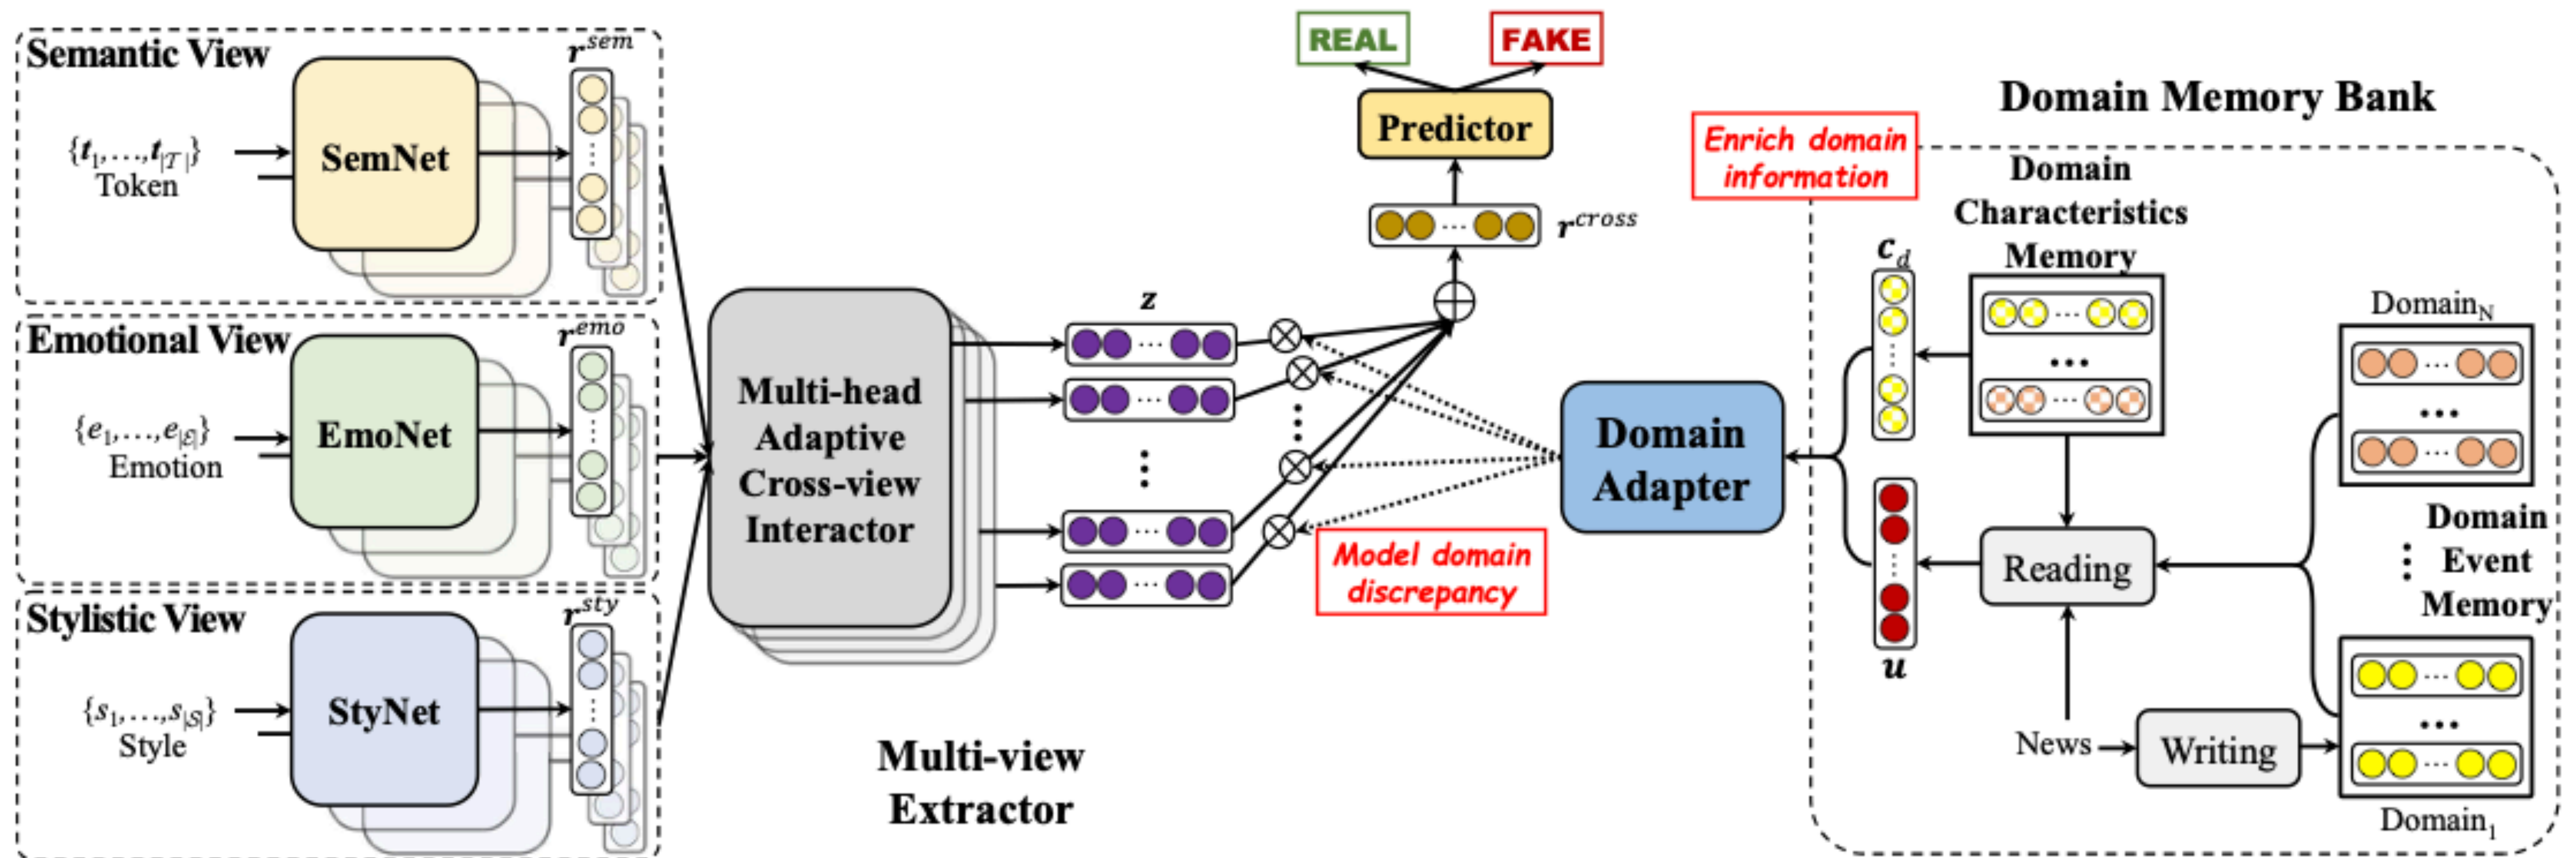 Semantic View
r^{sem}
{t_1,…,t_{|𝒯|}}
Token
SemNet
Emotional View
r^{emo}
{e_1,…,e_{|ℰ|}}
Emotion
EmoNet
Stylistic View
r^{sty}
{s_1,…,s_{|𝒮|}}
Style
StyNet
Multi-head
Adaptive
Cross-view
Interactor
z
Multi-view
Extractor
REAL
FAKE
Predictor
r^{cross}
Model domain
discrepancy
Domain
Adapter
Domain Memory Bank
Enrich domain
information
Domain
Characteristics
Memory
c_d
u
Reading
News
Writing
Domain_N
Domain
Event
Memory
Domain_1